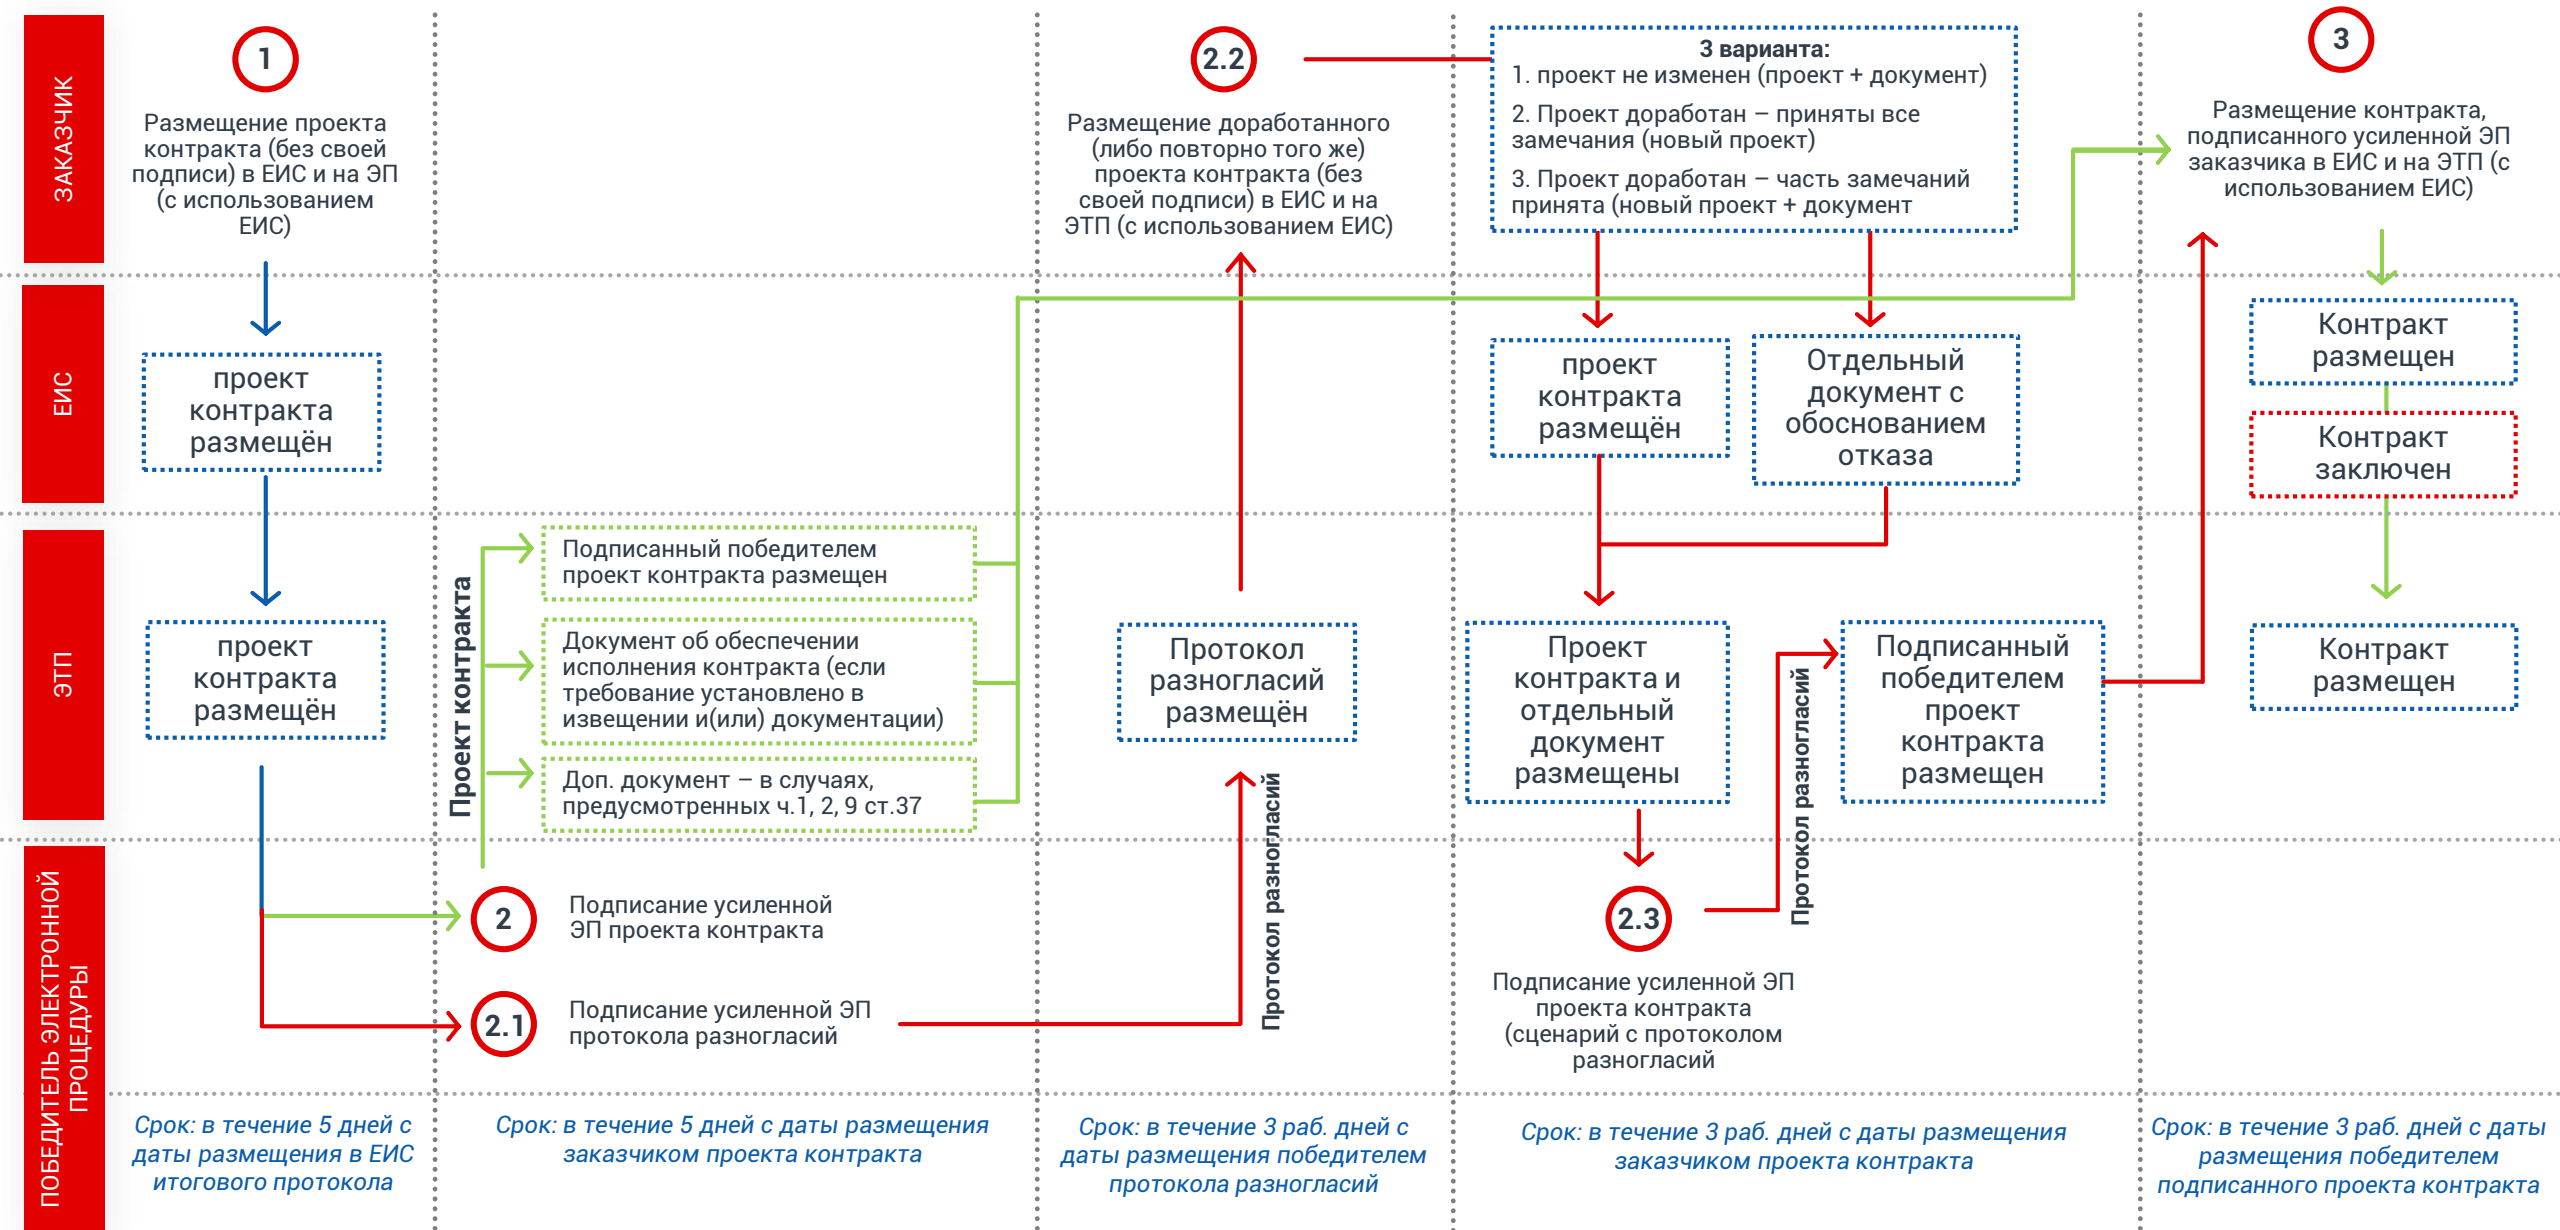 ЗАКАЗЧИК
1
Размещение проекта
контракта (без своей
подписи) в ЕИС и на ЭП
(с использованием
ЕИС)
2.2
Размещение доработанного
(либо повторно того же)
проекта контракта (без
своей подписи) в ЕИС и на
ЭТП (с использованием ЕИС)
3 варианта:
1. проект не изменен (проект + документ)
2. Проект доработан – приняты все
замечания (новый проект)
3. Проект доработан – часть замечаний
принята (новый проект + документ
3
Размещение контракта,
подписанного усиленной ЭП
заказчика в ЕИС и на ЭТП (с
использованием ЕИС)
ЕИС
проект
контракта
размещён
проект
контракта
размещён
Отдельный
документ с
обоснованием
отказа
Контракт
размещен
Контракт
заключен
ЭТП
проект
контракта
размещён
Проект контракта
Подписанный победителем
проект контракта размещен
Документ об обеспечении
исполнения контракта (если
требование установлено в
извещении и(или) документации)
Доп. документ – в случаях,
предусмотренных ч.1, 2, 9 ст.37
Протокол
разногласий
размещён
Протокол разногласий
Проект
контракта и
отдельный
документ
размещены
Протокол разногласий
Подписанный
победителем
проект
контракта
размещен
Контракт
размещен
ПОБЕДИТЕЛЬ ЭЛЕКТРОННОЙ
ПРОЦЕДУРЫ
2
Подписание усиленной
ЭП проекта контракта
2.1
Подписание усиленной ЭП
протокола разногласий
2.3
Подписание усиленной ЭП
проекта контракта
(сценарий с протоколом
разногласий
Срок: в течение 5 дней с
даты размещения в ЕИС
итогового протокола
Срок: в течение 5 дней с даты размещения
заказчиком проекта контракта
Срок: в течение 3 раб. дней с
даты размещения победителем
протокола разногласий
Срок: в течение 3 раб. дней с даты размещения
заказчиком проекта контракта
Срок: в течение 3 раб. дней с даты
размещения победителем
подписанного проекта контракта